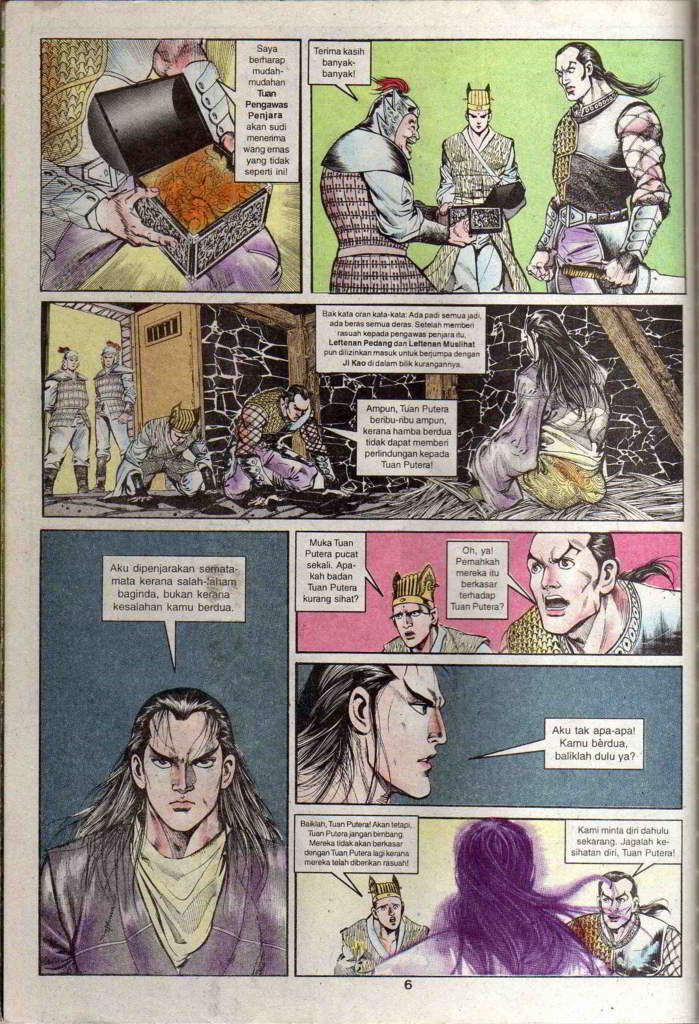 Saya
berharap
mudah-
mudahan
Tuan
Pengawas
Penjara
akan sudi
menerima
wang emas
yang tidak
seperti ini!
Terima kasih
banyak-
banyak!
Bak kata oran kata-kata: Ada padi semua jadi,
ada beras semua deras. Setelah memberi
rasuah kepada pengawas penjara itu,
Leftenan Pedang dan Leftenan Muslihat
pun dilizinkan masuk untuk berjumpa dengan
Ji Kao di dalam bilik kurangannya.
Ampun, Tuan Putera
beribu-ribu ampun,
kerana hamba berdua
tidak dapat memberi
perlindungan kepada
Tuan Putera!
Aku dipenjarakan semata-
mata kerana salah-faham
baginda, bukan kerana
kesalahan kamu berdua.
Muka Tuan
Putera pucat
sekali. Apa-
kah badan
Tuan Putera
kurang sihat?
Oh, ya!
Pernahkah
mereka itu
berkasar
terhadap
Tuan Putera?
Aku tak apa-apa!
Kamu bèrdua,
baliklah dulu ya?
Baiklah, Tuan Putera! Akan tetapi,
Tuan Putera jangan bimbang.
Mereka tidak akan berkasar
dengan Tuan Putera lagi kerana
mereka telah diberikan rasuah!
Kami minta diri dahulu
sekarang. Jagalah ke-
sihatan diri, Tuan Putera!
6